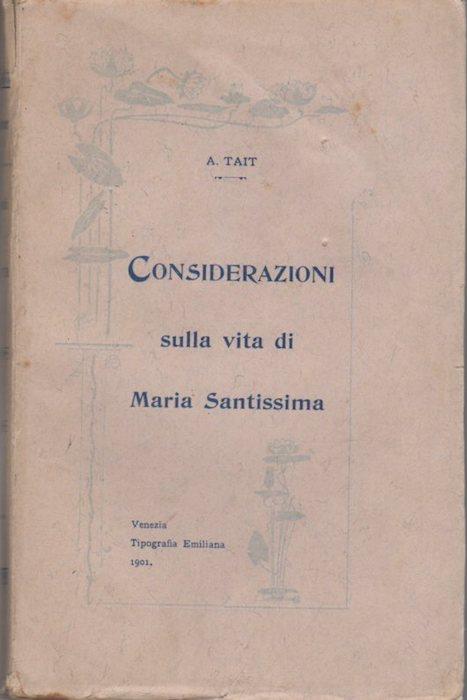 A. TAIT
CONSIDERAZIONI
sulla vita di
Maria Santissima
Venezia
Tipografia Emiliana
1901.